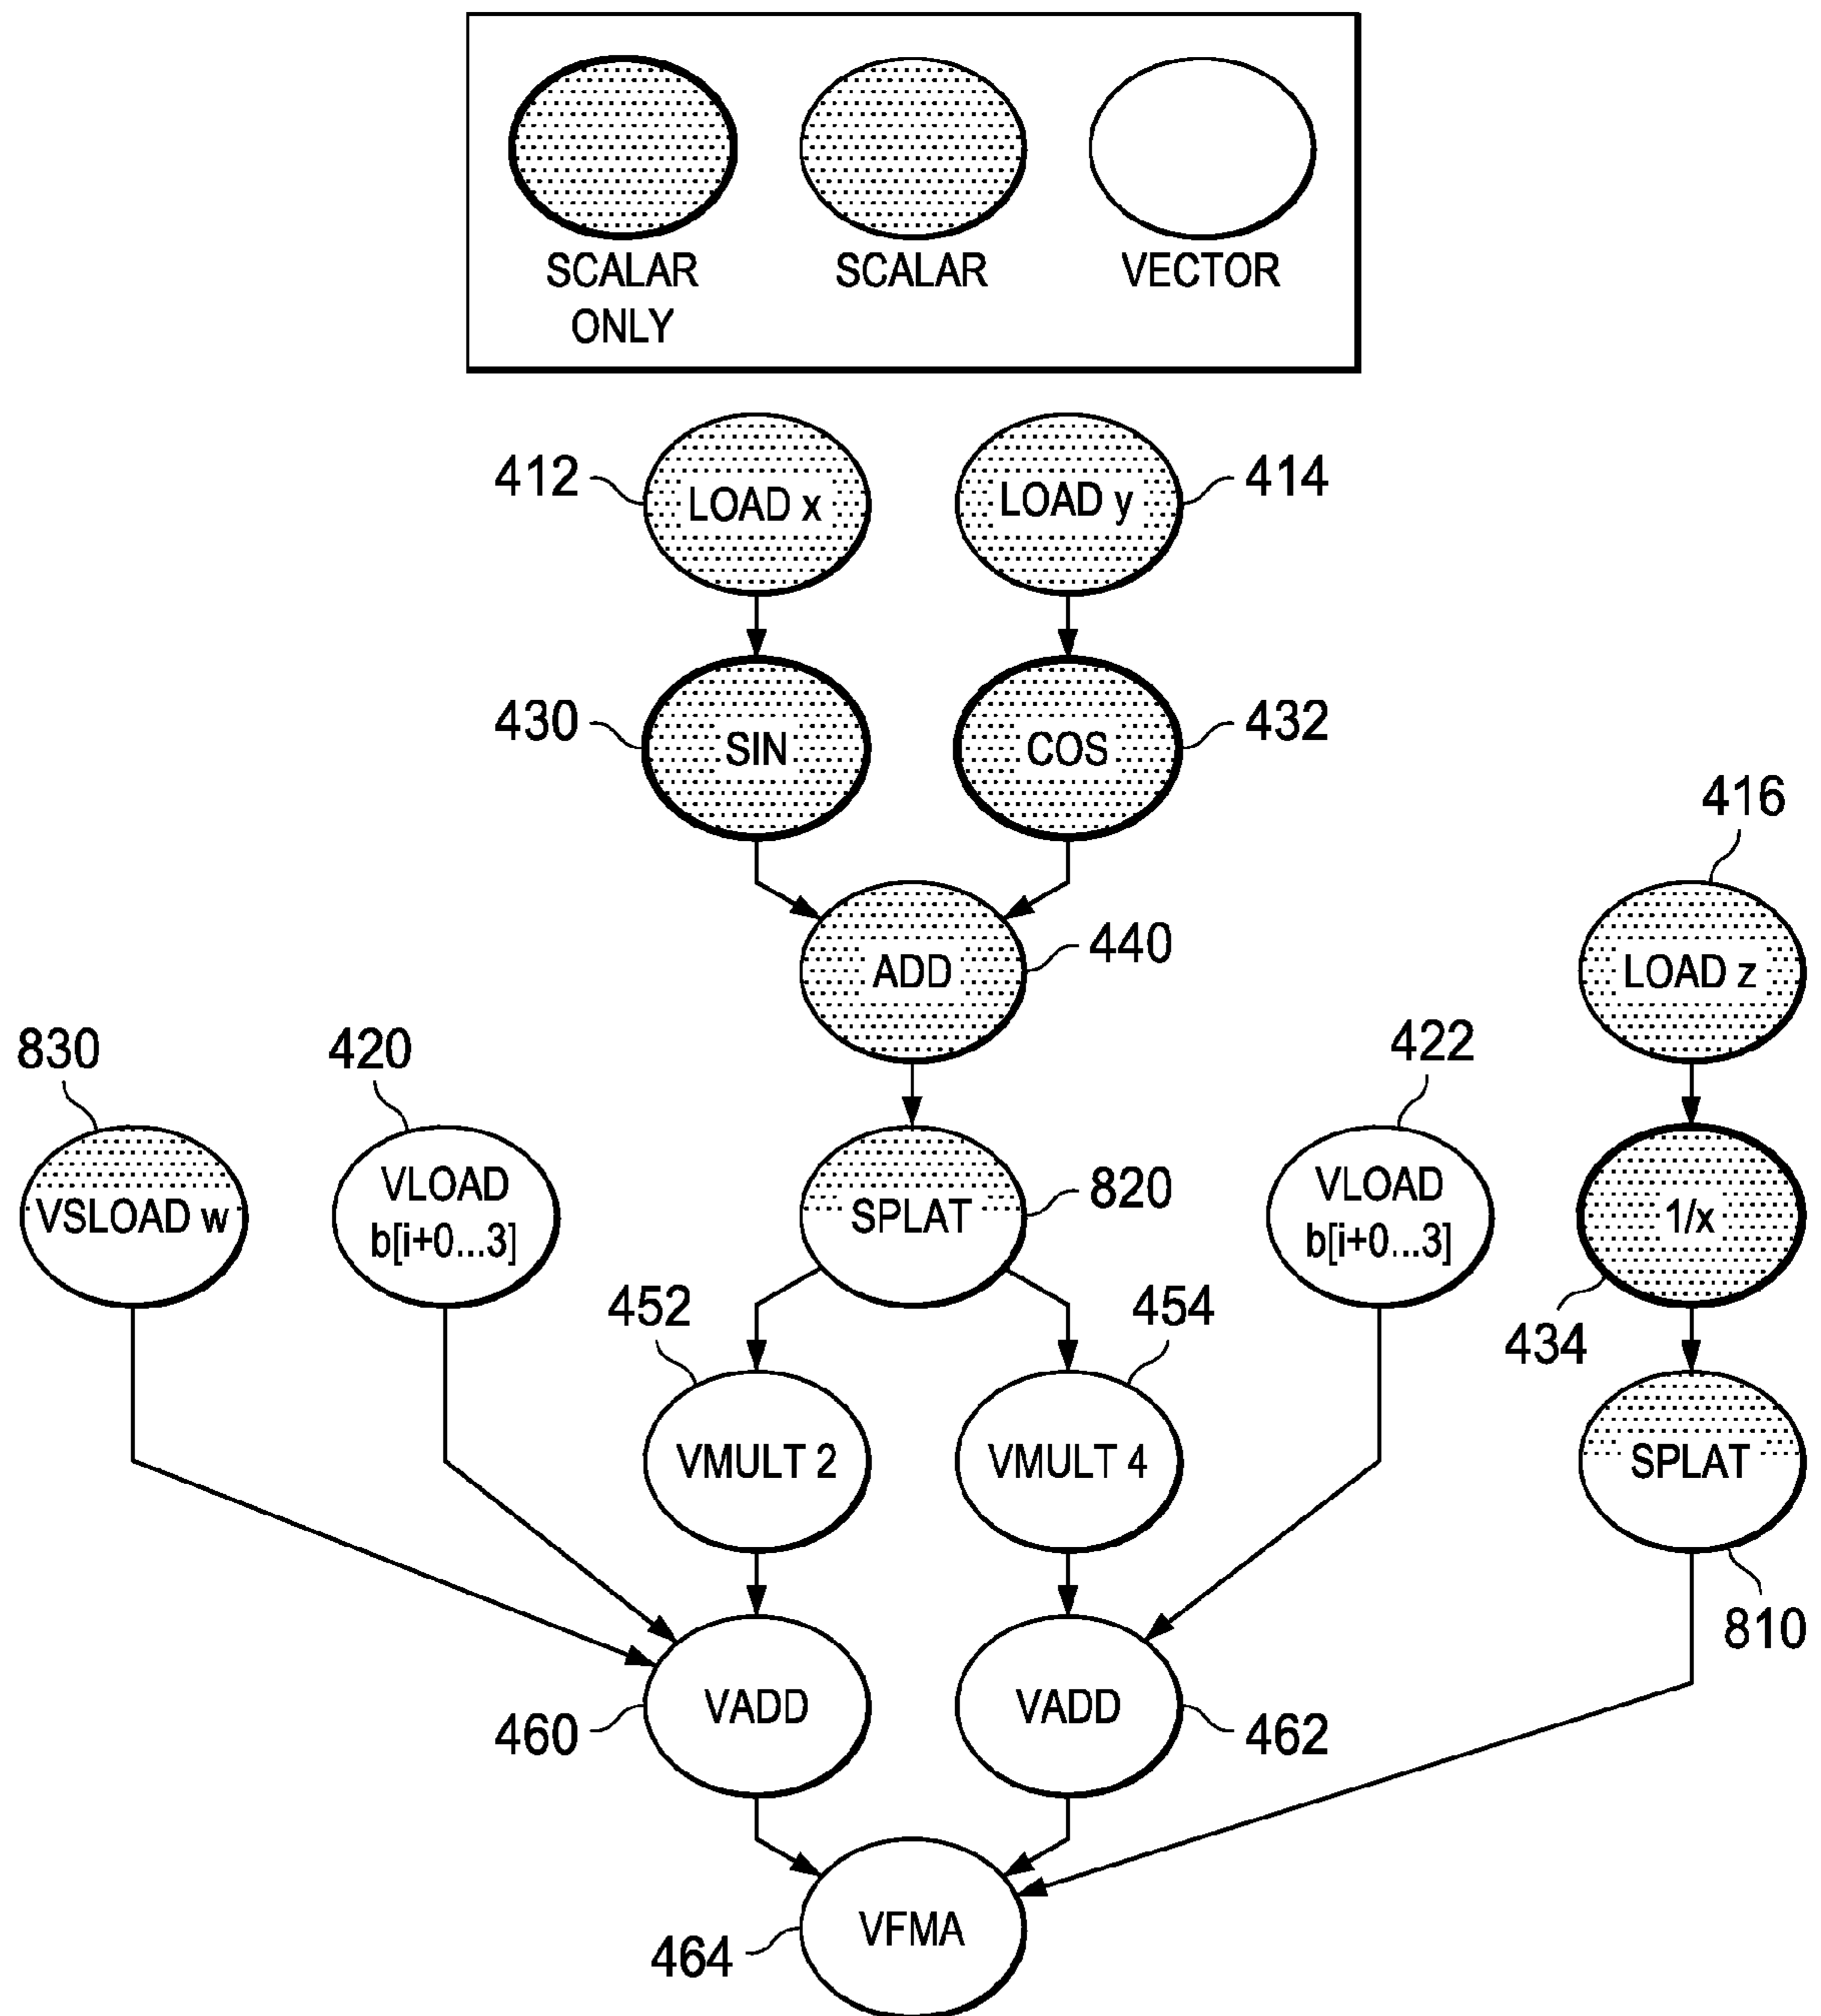 SCALAR
ONLY
SCALAR
VECTOR
412
LOAD x
LOAD y
414
430
SIN
COS
432
416
ADD
440
LOAD z
830
420
422
VSLOAD w
VLOAD
b[i+0...3]
SPLAT
820
VLOAD
b[i+0...3]
1/x
452
454
434
VMULT 2
VMULT 4
SPLAT
810
460
VADD
VADD
462
464
VFMA